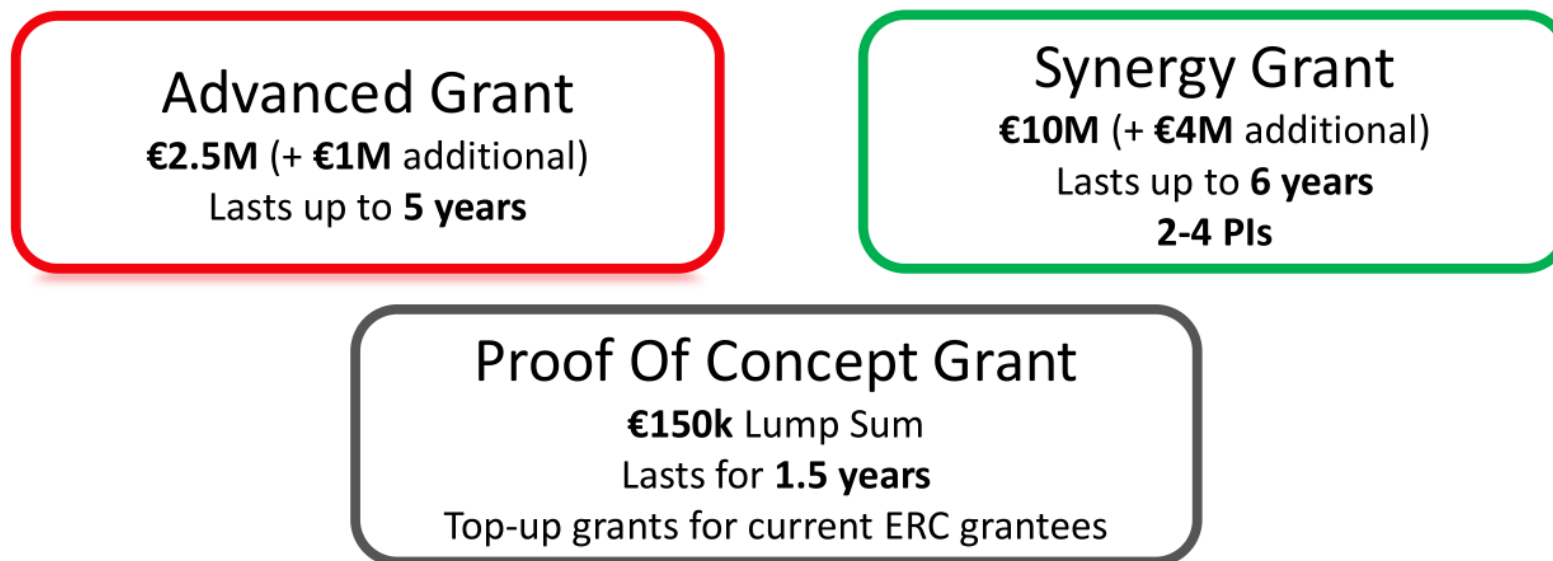 Advanced Grant
€2.5M (+ €1M additional)
Lasts up to 5 years
Synergy Grant
€10M (+ €4M additional)
Lasts up to 6 years
2-4 PIs
Proof Of Concept Grant
€150k Lump Sum
Lasts for 1.5 years
Top-up grants for current ERC grantees